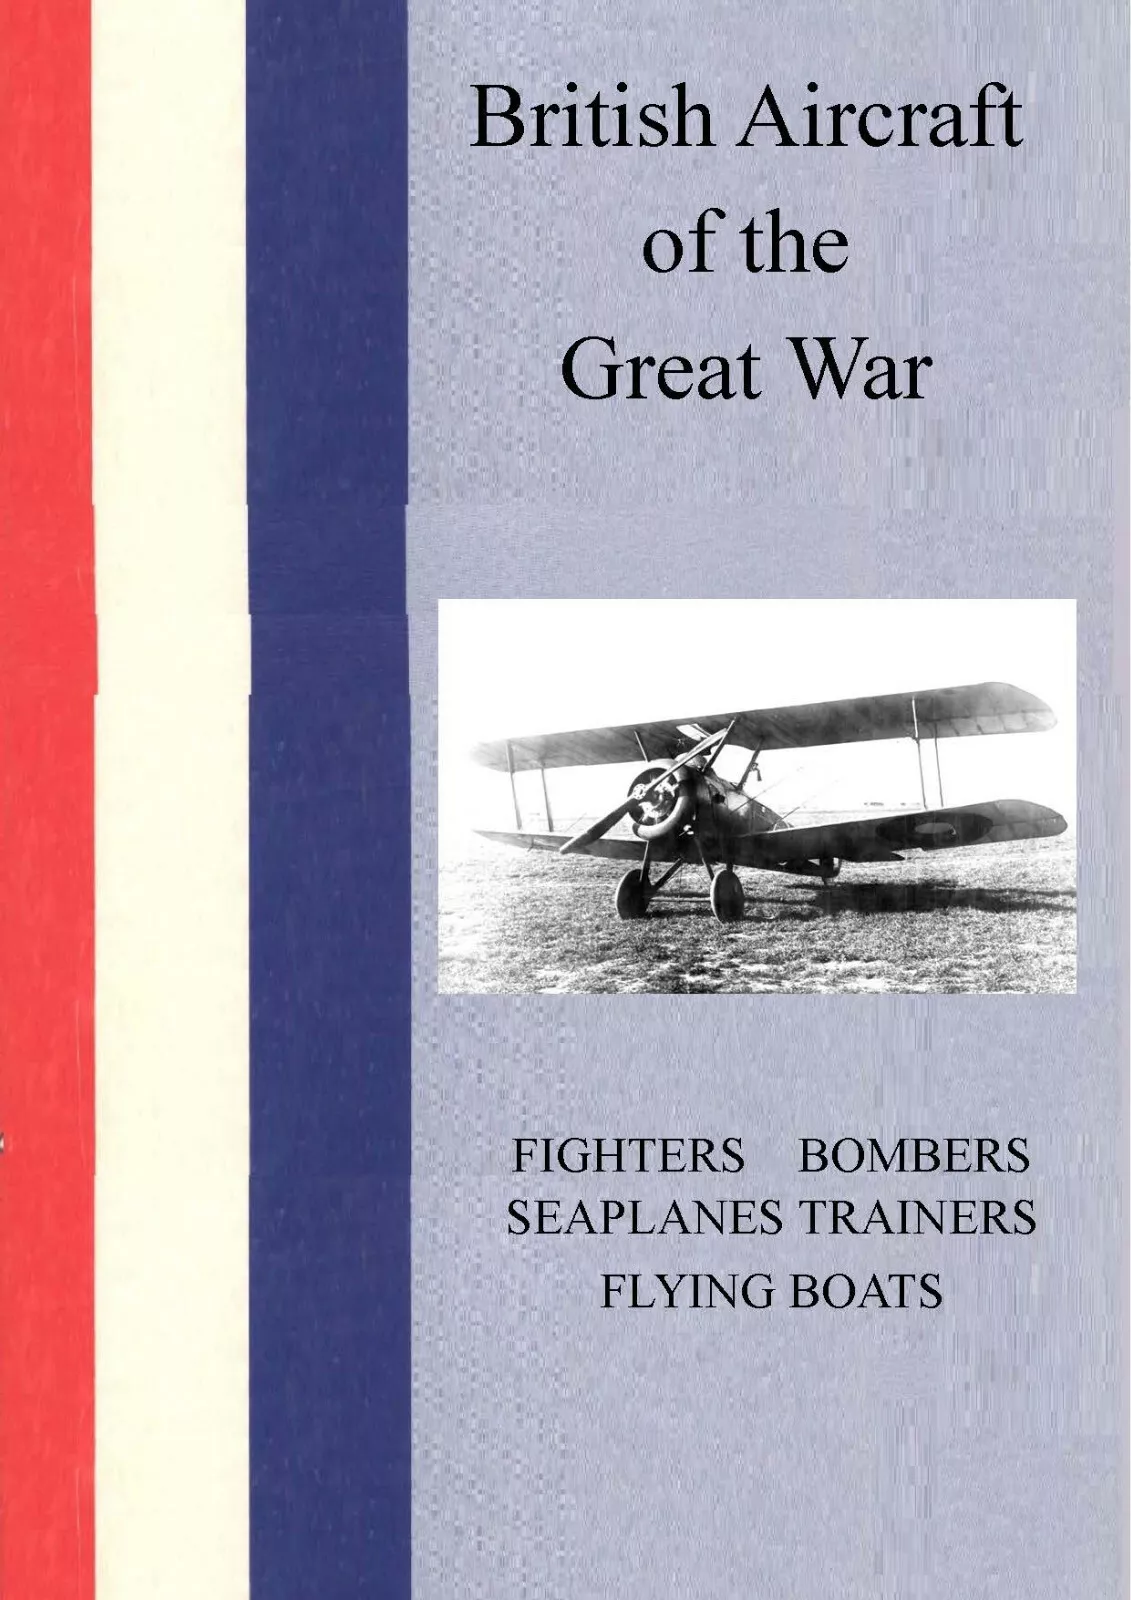 British Aircraft
of the
Great War
FIGHTERS BOMBERS
SEAPLANES TRAINERS
FLYING BOATS